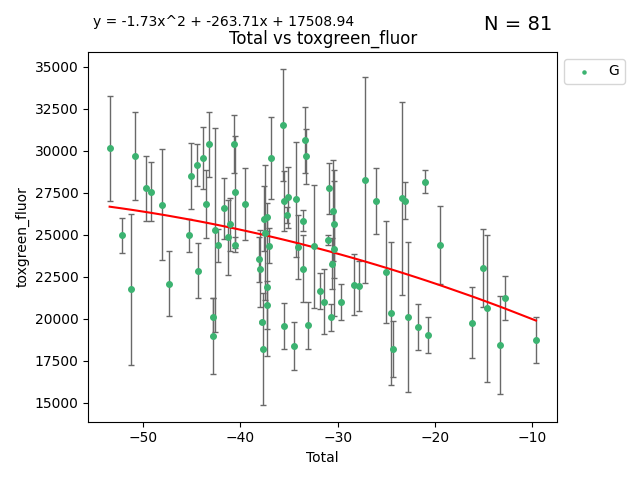 y = -1.73x^2 + -263.71x + 17508.94
N = 81
Total vs toxgreen_fluor
G
35000
32500
30000
27500
25000
22500
20000
17500
15000
toxgreen_fluor
−50 −40 −30 −20 −10
Total